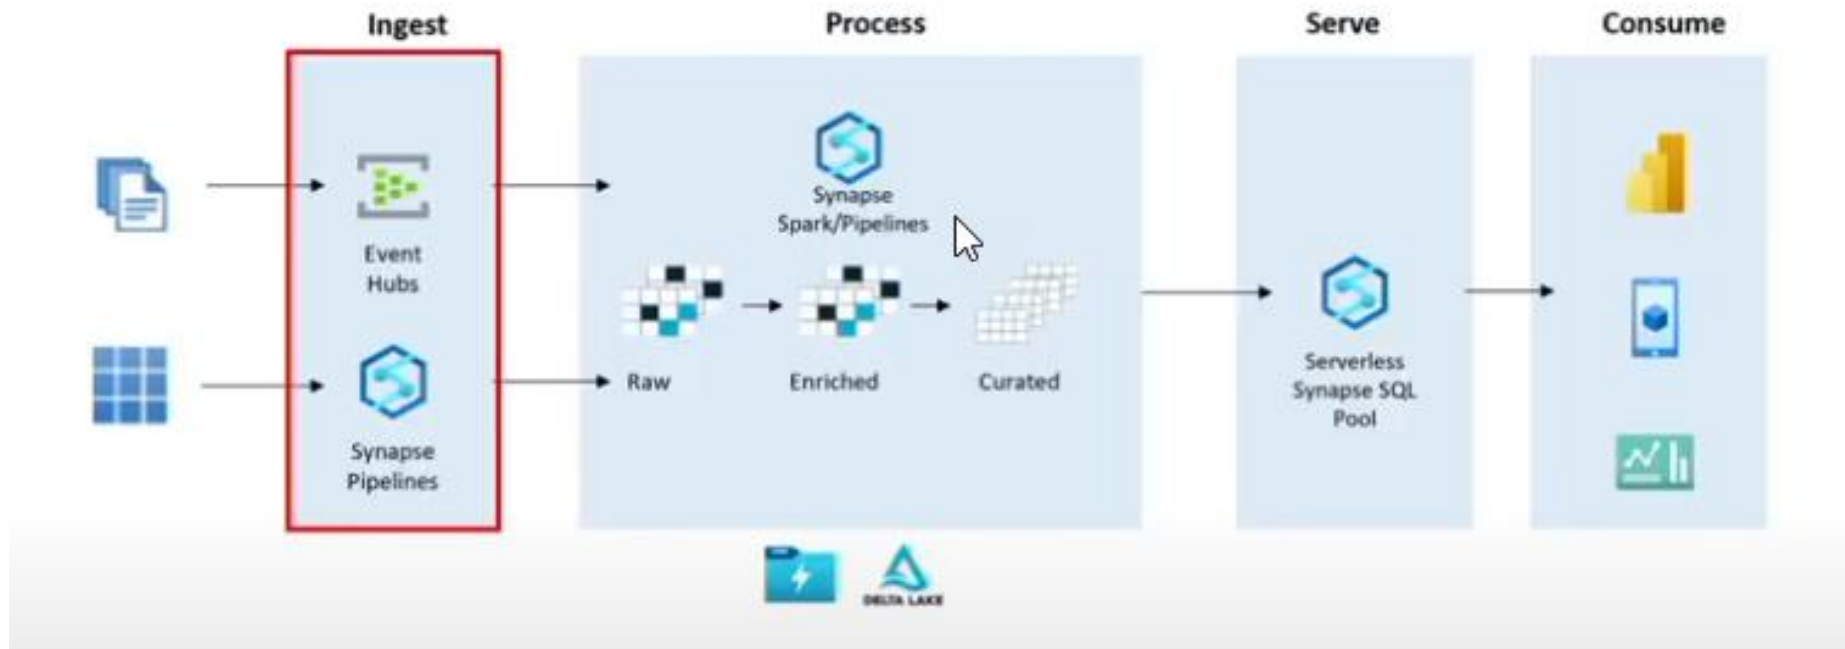 Ingest
Process
Serve
Consume
Event
Hubs
Synapse
Pipelines
Synapse
Spark/Pipelines
Raw
Enriched
Curated
DELTA LAKE
Serverless
Synapse SQL
Pool